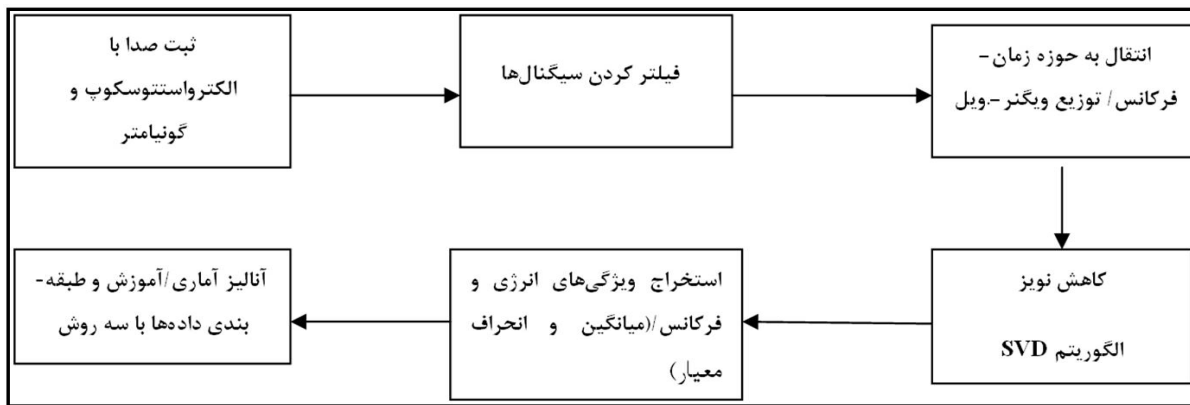 ثبت صدا با
الکترواستتوسکوپ و
گونیامتر
فیلتر کردن سیگنال‌ها
انتقال به حوزه زمان-
فرکانس/ توزیع ویگنر-.ویل
کاهش نویز
الگوریتم SVD
استخراج ویژگی‌های انرژی و
فرکانس/(میانگین و انحراف
معیار)
آنالیز آماری/آموزش و طبقه-
بندی داده‌ها با سه روش